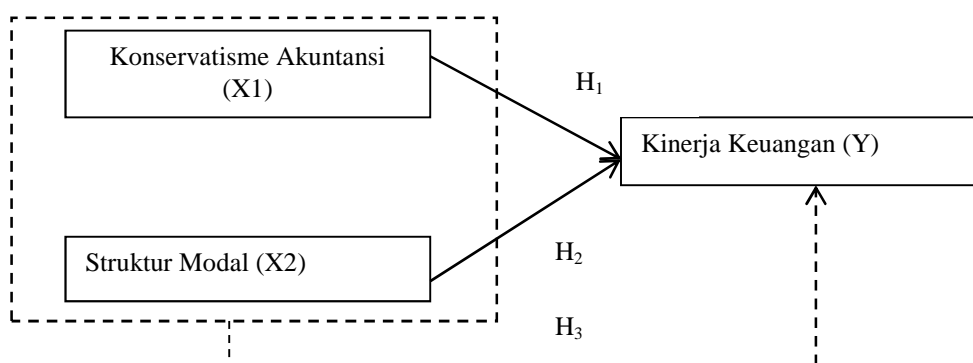 Konservatisme Akuntansi
(X1)
H₁
Kinerja Keuangan (Y)
Struktur Modal (X2)
H₂
H₃